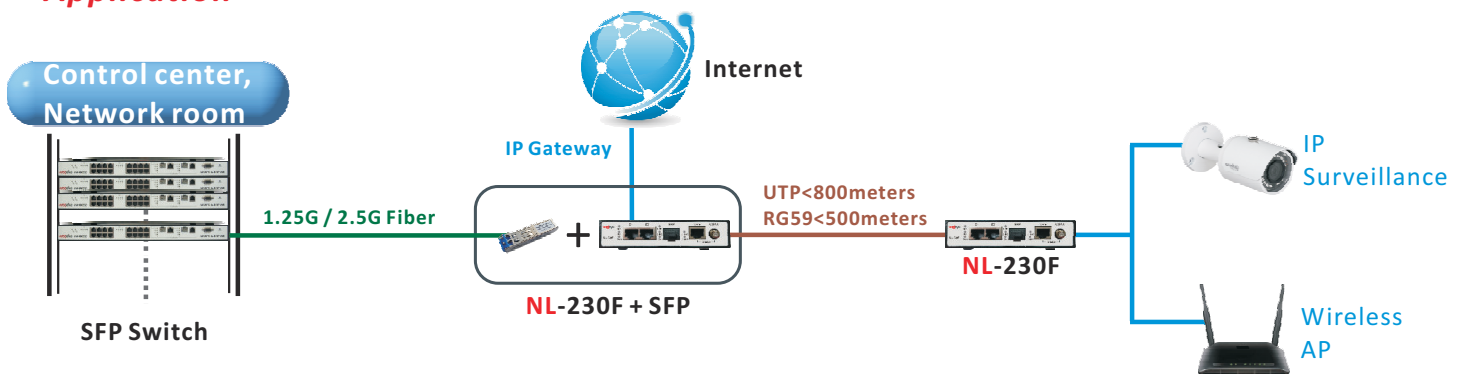 Application
Control center,
Network room
Internet
IP Gateway
1.25G / 2.5G Fiber
UTP<800meters
RG59<500meters
+
NL-230F + SFP
NL-230F
SFP Switch
IP
Surveillance
Wireless
AP